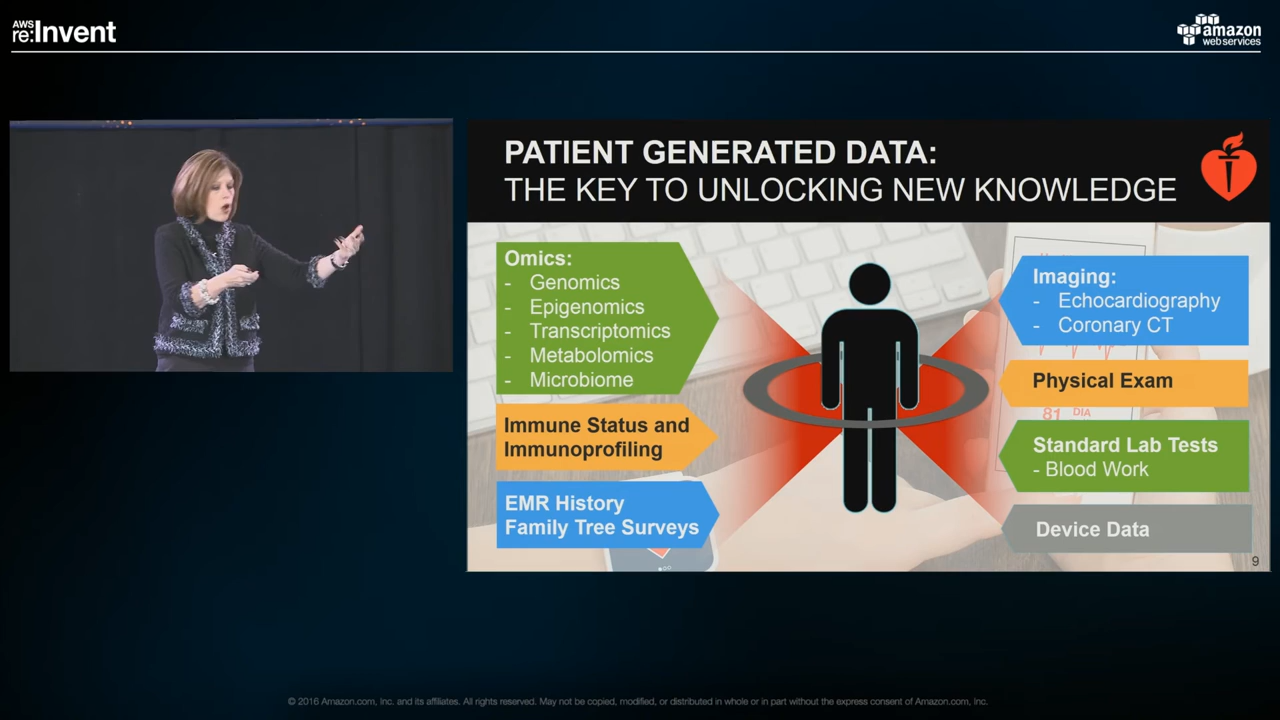 AWS
re:Invent
amazon
web services
PATIENT GENERATED DATA:
THE KEY TO UNLOCKING NEW KNOWLEDGE
Omics:
- Genomics
- Epigenomics
- Transcriptomics
- Metabolomics
- Microbiome
Immune Status and
Immunoprofiling
EMR History
Family Tree Surveys
Imaging:
- Echocardiography
- Coronary CT
Physical Exam
81 DIA
Standard Lab Tests
- Blood Work
Device Data
9
© 2016 Amazon.com, Inc. and its affiliates. All rights reserved. May not be copied, modified, or distributed in whole or in part without the express consent of Amazon.com, Inc.